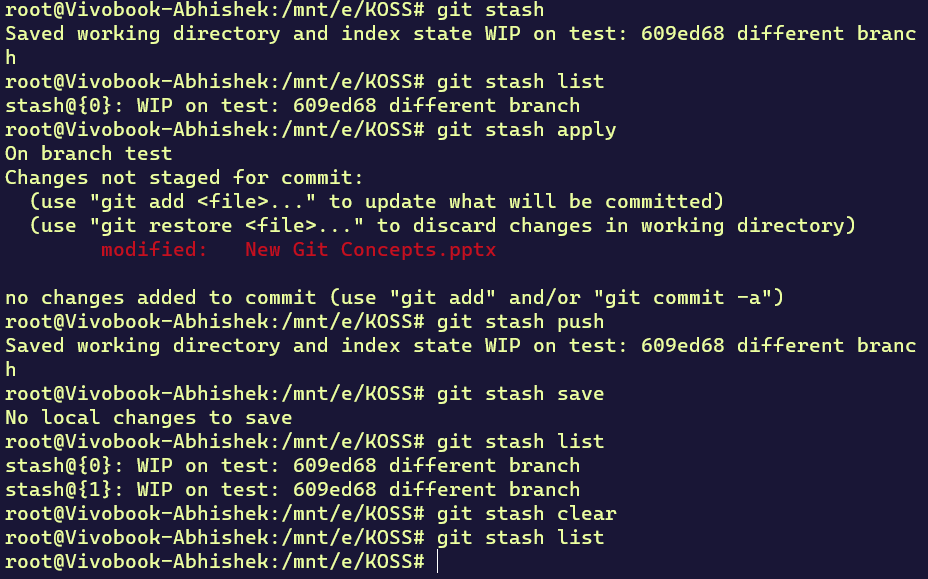 root@Vivobook-Abhishek:/mnt/e/KOSS# git stash
Saved working directory and index state WIP on test: 609ed68 different branc
h
root@Vivobook-Abhishek:/mnt/e/KOSS# git stash list
stash@{0}: WIP on test: 609ed68 different branch
root@Vivobook-Abhishek:/mnt/e/KOSS# git stash apply
On branch test
Changes not staged for commit:
  (use "git add <file>..." to update what will be committed)
  (use "git restore <file>..." to discard changes in working directory)
        modified:   New Git Concepts.pptx

no changes added to commit (use "git add" and/or "git commit -a")
root@Vivobook-Abhishek:/mnt/e/KOSS# git stash push
Saved working directory and index state WIP on test: 609ed68 different branc
h
root@Vivobook-Abhishek:/mnt/e/KOSS# git stash save
No local changes to save
root@Vivobook-Abhishek:/mnt/e/KOSS# git stash list
stash@{0}: WIP on test: 609ed68 different branch
stash@{1}: WIP on test: 609ed68 different branch
root@Vivobook-Abhishek:/mnt/e/KOSS# git stash clear
root@Vivobook-Abhishek:/mnt/e/KOSS# git stash list
root@Vivobook-Abhishek:/mnt/e/KOSS#